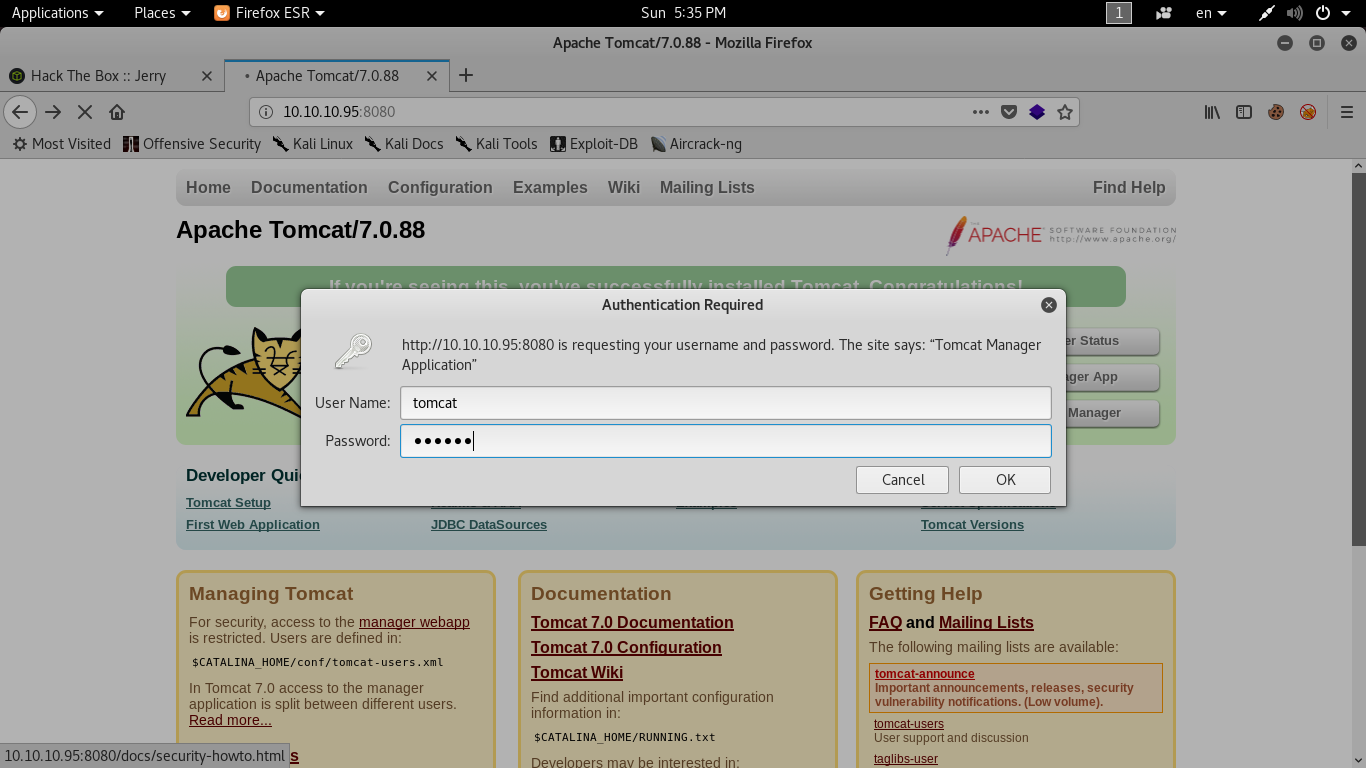 Applications Places Firefox ESR Sun 5:35 PM 1 en
Apache Tomcat/7.0.88 - Mozilla Firefox
Hack The Box :: Jerry Apache Tomcat/7.0.88
10.10.10.95:8080
Most Visited Offensive Security Kali Linux Kali Docs Kali Tools Exploit-DB Aircrack-ng
Home Documentation Configuration Examples Wiki Mailing Lists Find Help
Apache Tomcat/7.0.88
APACHE SOFTWARE FOUNDATION
http://www.apache.org/
If you're seeing this, you've successfully installed Tomcat. Congratulations!
Authentication Required
http://10.10.10.95:8080 is requesting your username and password. The site says: “Tomcat Manager
Application”
User Name: tomcat
Password: ●●●●●●
Cancel OK
er Status
ager App
Manager
Developer Quic
Tomcat Setup
First Web Application JDBC DataSources Tomcat Versions
Managing Tomcat
For security, access to the manager webapp
is restricted. Users are defined in:
$CATALINA_HOME/conf/tomcat-users.xml
In Tomcat 7.0 access to the manager
application is split between different users.
Read more...
s
Documentation
Tomcat 7.0 Documentation
Tomcat 7.0 Configuration
Tomcat Wiki
Find additional important configuration
information in:
$CATALINA_HOME/RUNNING.txt
Developers may be interested in:
Getting Help
FAQ and Mailing Lists
The following mailing lists are available:
tomcat-announce
Important announcements, releases, security
vulnerability notifications. (Low volume).
tomcat-users
User support and discussion
taglibs-user
10.10.10.95:8080/docs/security-howto.html